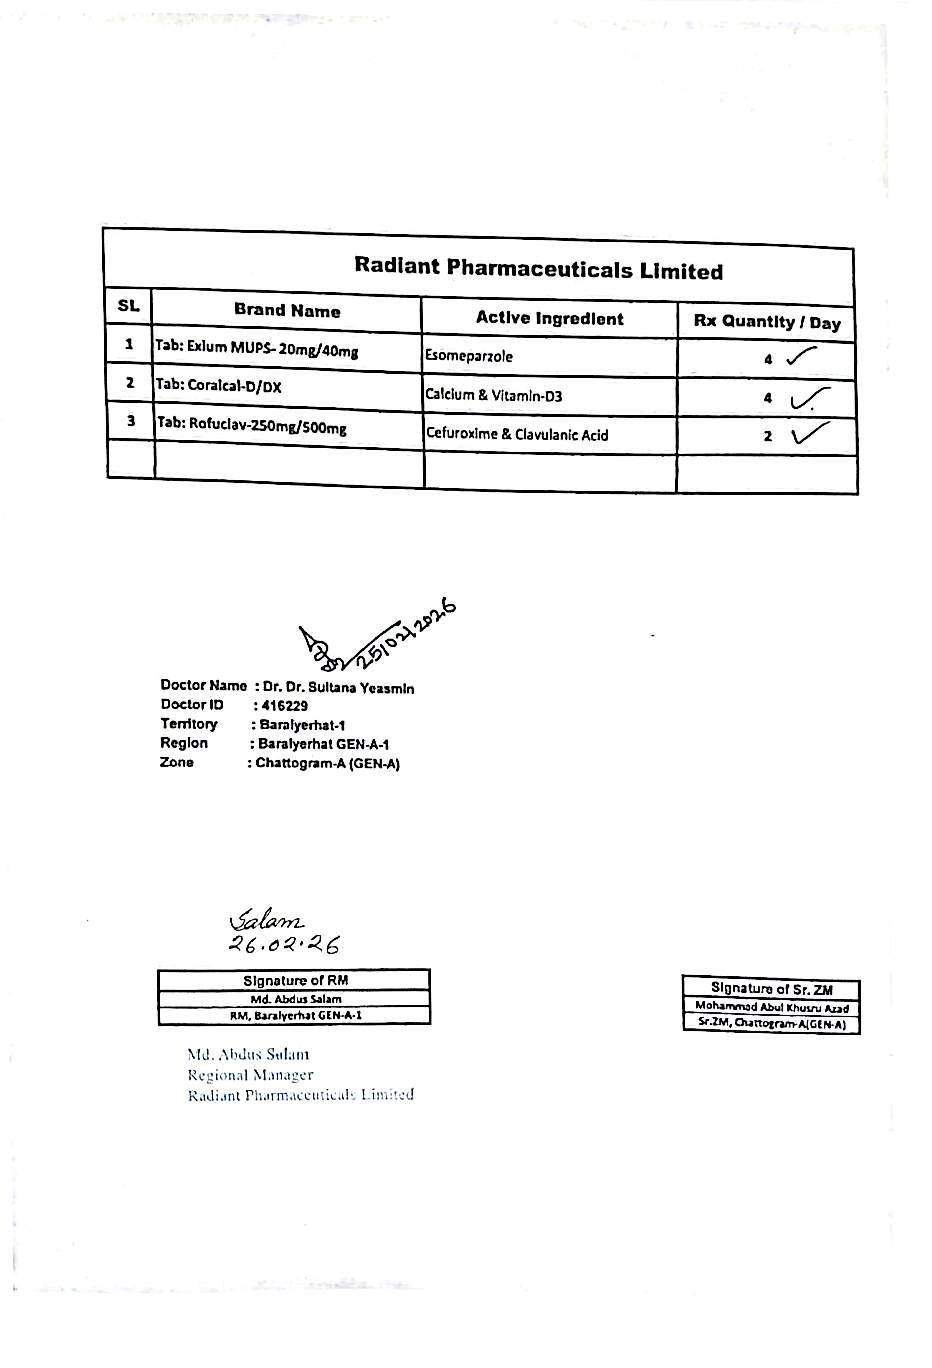 Radiant Pharmaceuticals Limited
SL Brand Name Active Ingredient Rx Quantity / Day
1 Tab: Exium MUPS- 20mg/40mg Esomeparzole 4
2 Tab: Coralcal-D/DX Calcium & Vitamin-D3 4
3 Tab: Rofuclav-250mg/500mg Cefuroxime & Clavulanic Acid 2
25/02/2026
Doctor Name : Dr. Dr. Sultana Yeasmin
Doctor ID : 416229
Territory : Baraiyerhat-1
Region : Baraiyerhat GEN-A-1
Zone : Chattogram-A (GEN-A)
Salam
26.02.26
Signature of RM
Md. Abdus Salam
RM, Baraiyerhat GEN-A-1
Signature of Sr. ZM
Mohammad Abul Khusru Azad
Sr.ZM, Chattogram-A(GEN-A)
Md. Abdus Salam
Regional Manager
Radiant Pharmaceuticals Limited